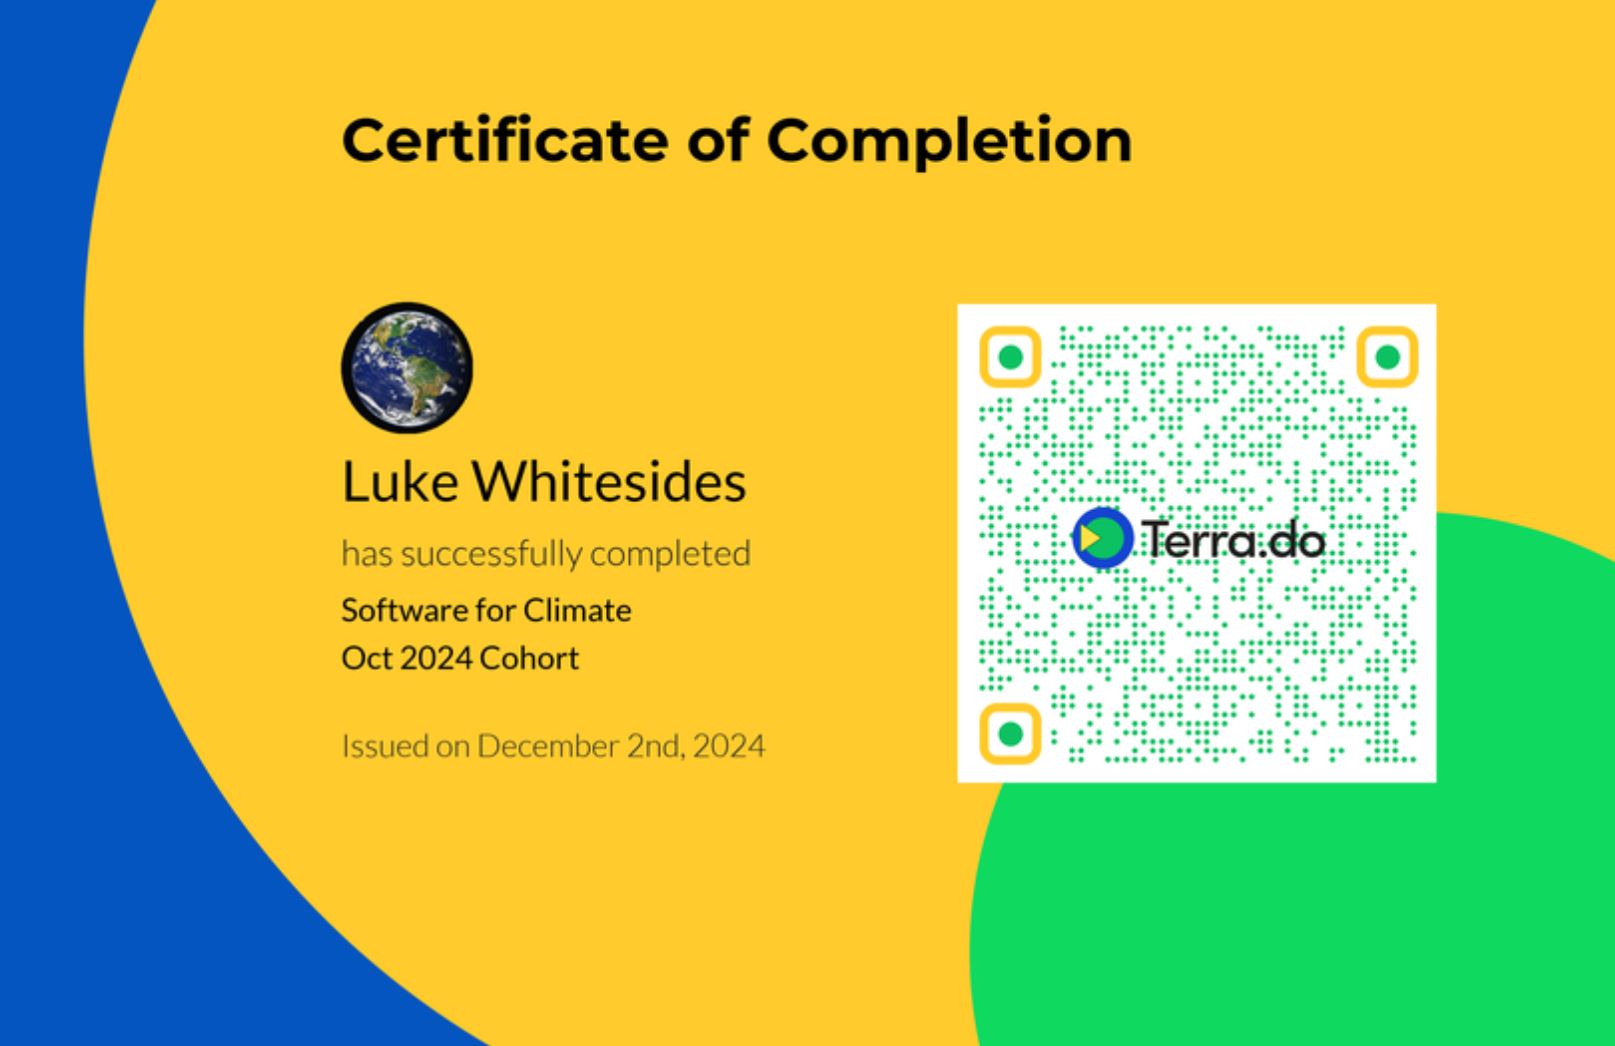 Certificate of Completion
Luke Whitesides
has successfully completed
Software for Climate
Oct 2024 Cohort
Issued on December 2nd, 2024
Terra.do